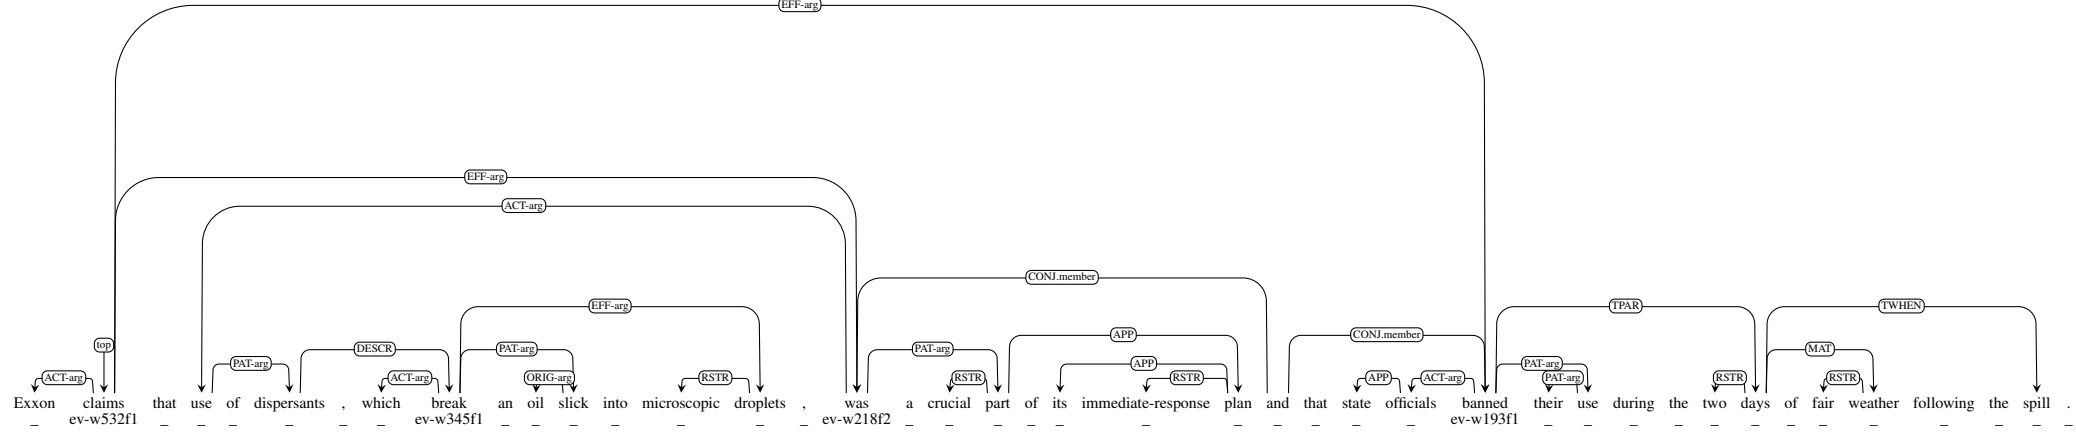 EFF-arg
EFF-arg
ACT-arg
CONJ.member
EFF-arg TPAR TWHEN
APP CONJ.member
top
DESCR PAT-arg PAT-arg MAT
PAT-arg APP PAT-arg
ACT-arg ACT-arg ORIG-arg RSTR RSTR RSTR APP ACT-arg PAT-arg RSTR RSTR
Exxon claims that use of dispersants , which break an oil slick into microscopic droplets , was a crucial part of its immediate-response plan and that state officials banned their use during the two days of fair weather following the spill .
_ ev-w532f1 _ _ _ _ _ _ ev-w345f1 _ _ _ _ _ _ _ ev-w218f2 _ _ _ _ _ _ _ _ _ _ _ ev-w193f1 _ _ _ _ _ _ _ _ _ _ _ _ _